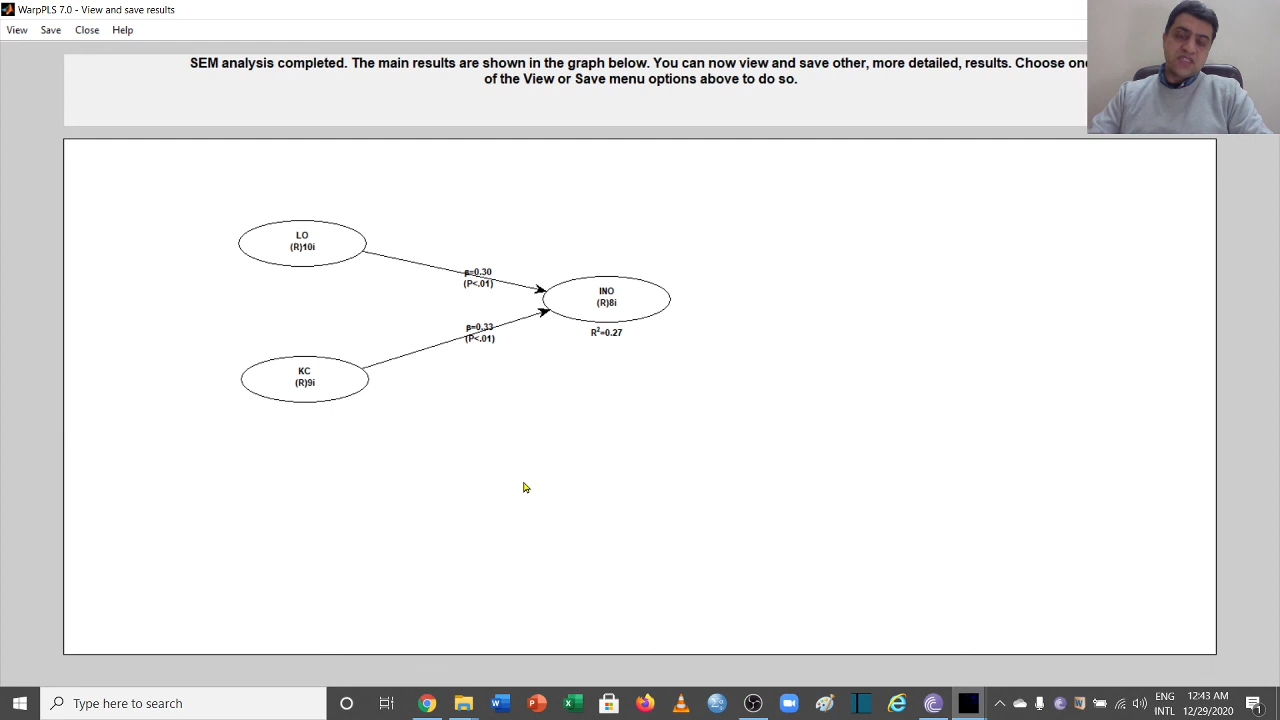 WarpPLS 7.0 - View and save results
View Save Close Help
SEM analysis completed. The main results are shown in the graph below. You can now view and save other, more detailed, results. Choose one
of the View or Save menu options above to do so.
LO
(R)10i
β=0.30
(P<.01)
INO
(R)8i
R²=0.27
β=0.33
(P<.01)
KC
(R)9i
Type here to search
ENG
INTL
12:43 AM
12/29/2020